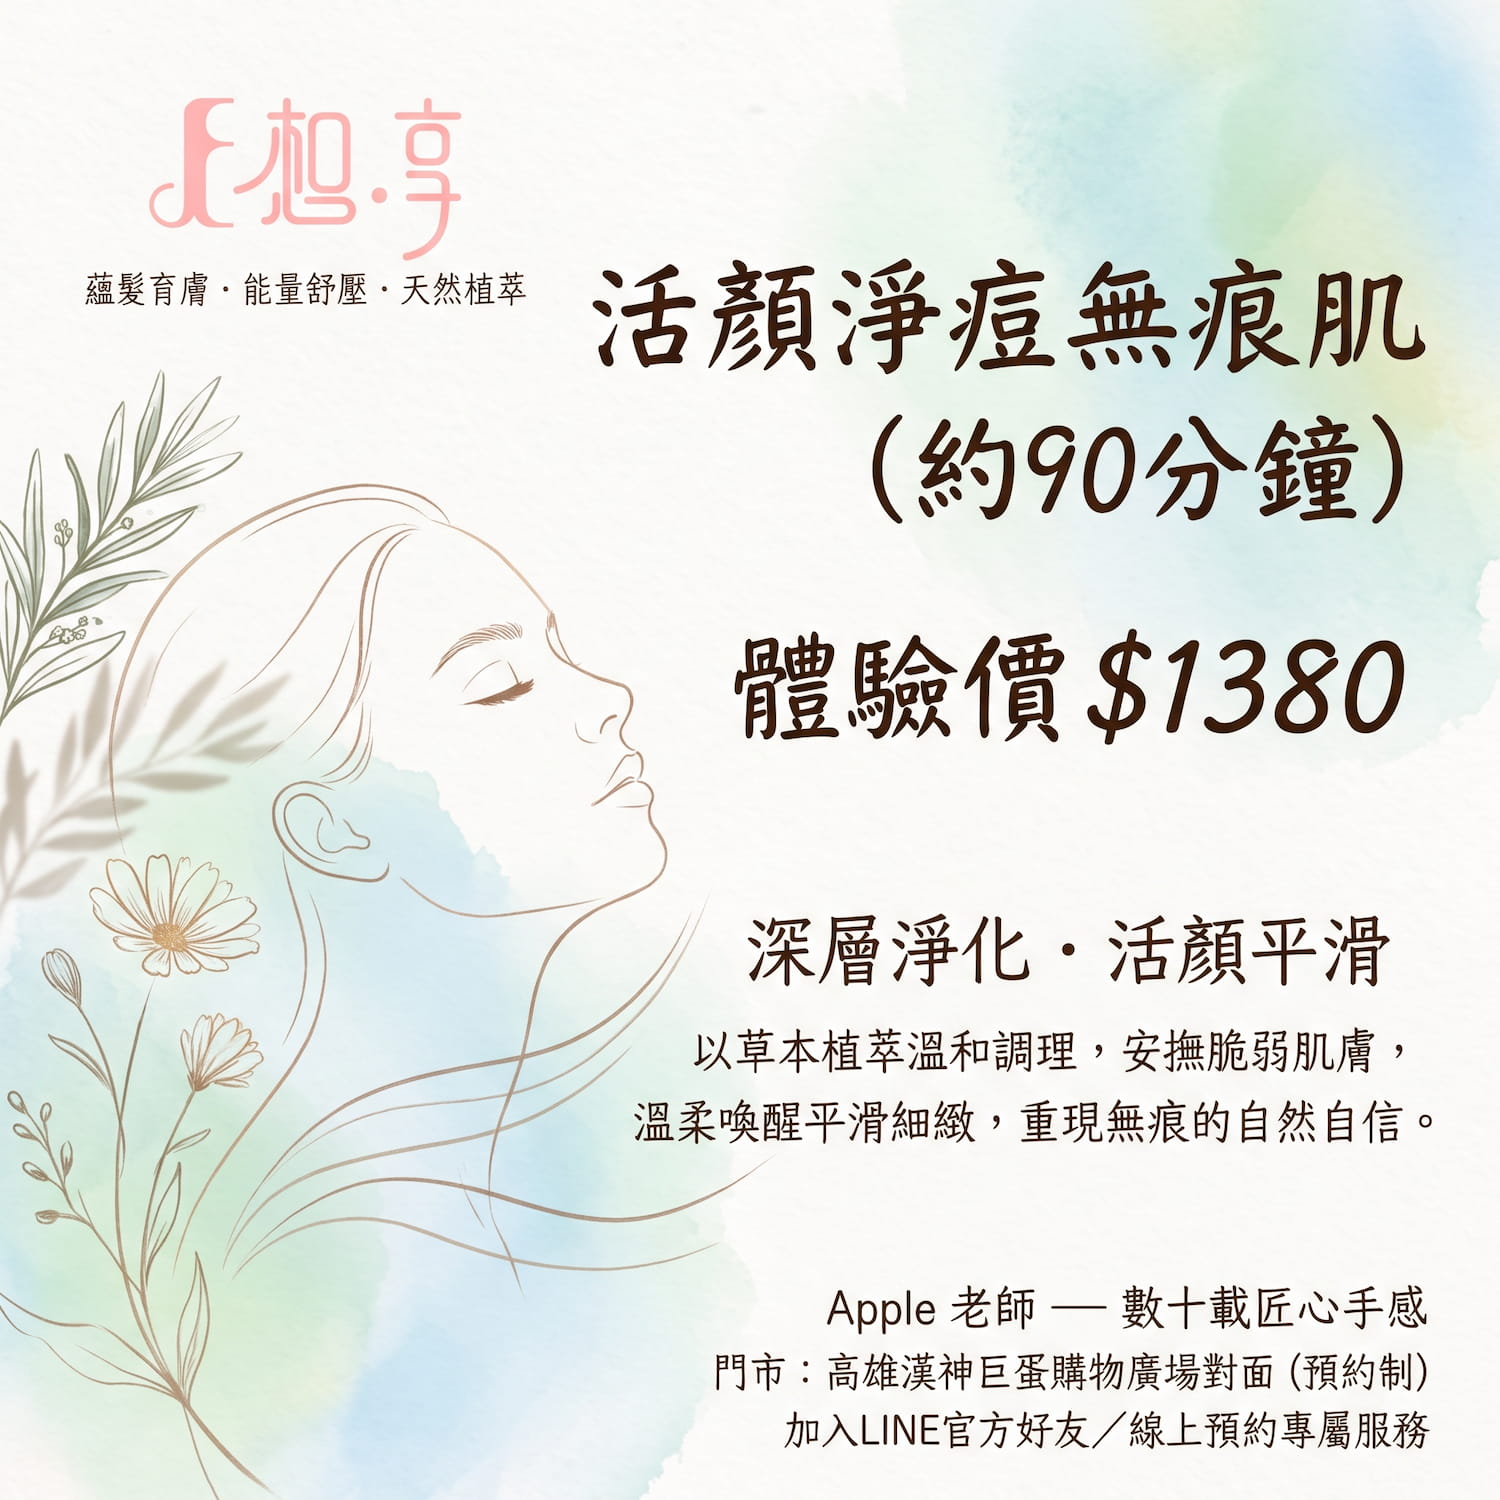 想·享
蘊髮育膚·能量舒壓·天然植萃
活顏淨痘無痕肌
(約90分鐘)
體驗價$1380
深層淨化·活顏平滑
以草本植萃溫和調理，安撫脆弱肌膚，
溫柔喚醒平滑細緻，重現無痕的自然自信。
Apple 老師 — 數十載匠心手感
門市：高雄漢神巨蛋購物廣場對面 (預約制)
加入LINE官方好友／線上預約專屬服務